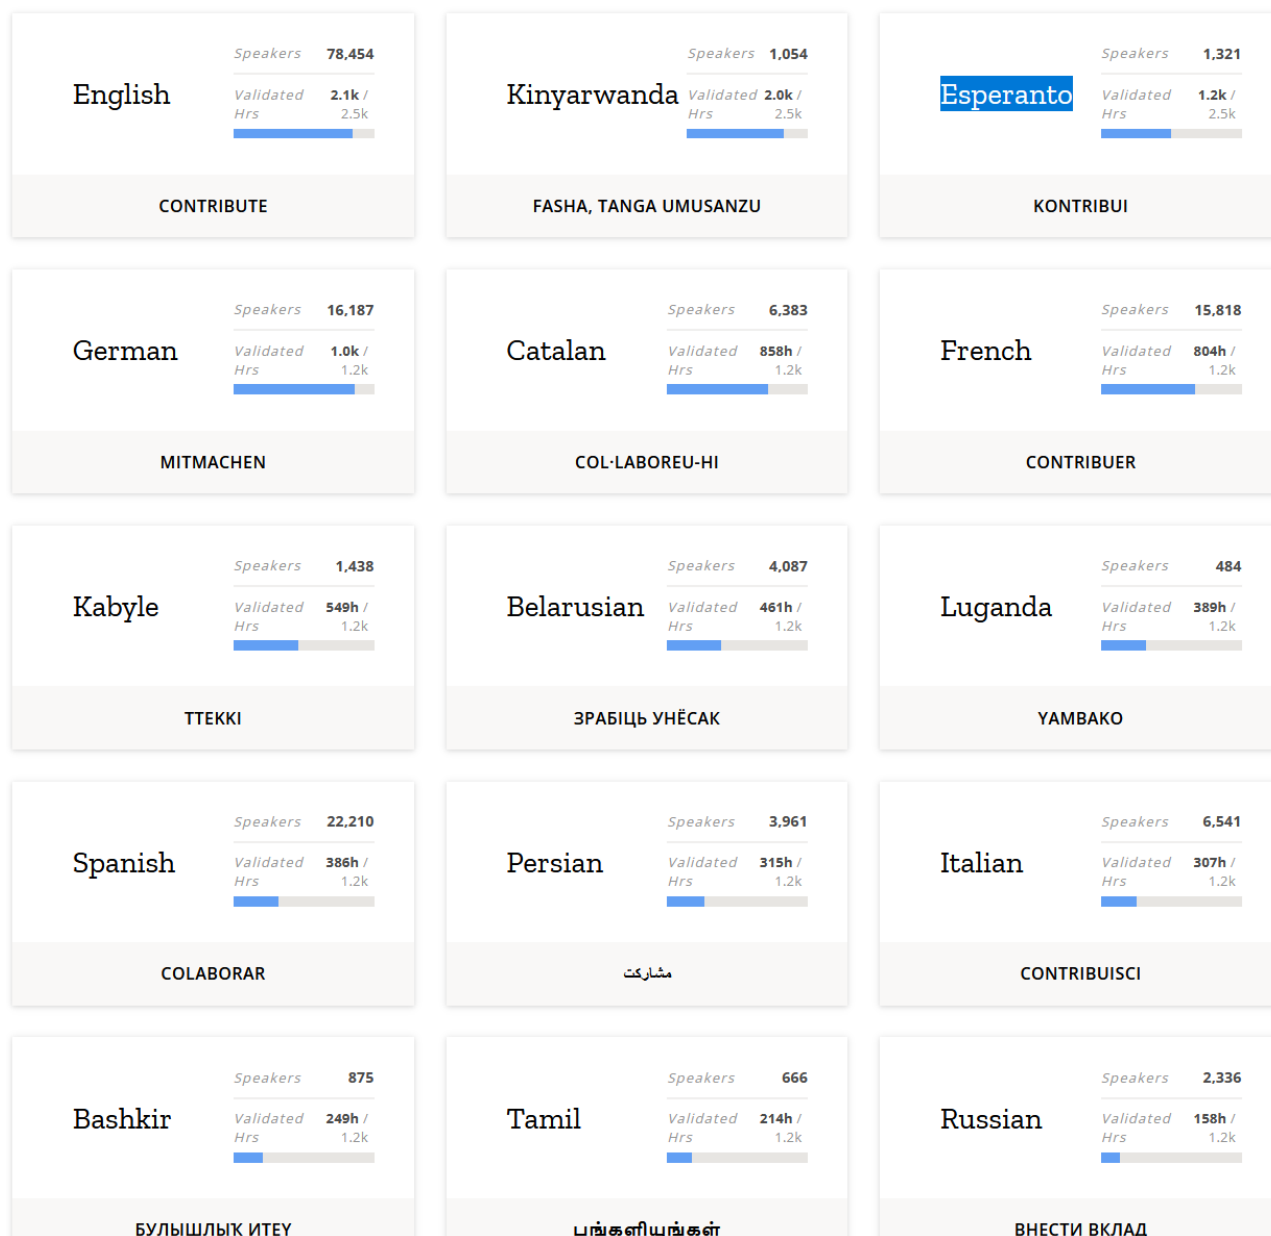 English
Speakers 78,454
Validated Hrs 2.1k / 2.5k
CONTRIBUTE
Kinyarwanda
Speakers 1,054
Validated Hrs 2.0k / 2.5k
FASHA, TANGA UMUSANZU
Esperanto
Speakers 1,321
Validated Hrs 1.2k / 2.5k
KONTRIBUI
German
Speakers 16,187
Validated Hrs 1.0k / 1.2k
MITMACHEN
Catalan
Speakers 6,383
Validated Hrs 858h / 1.2k
COL·LABOREU-HI
French
Speakers 15,818
Validated Hrs 804h / 1.2k
CONTRIBUER
Kabyle
Speakers 1,438
Validated Hrs 549h / 1.2k
TTEKKI
Belarusian
Speakers 4,087
Validated Hrs 461h / 1.2k
ЗРАБІЦЬ УНЁСАК
Luganda
Speakers 484
Validated Hrs 389h / 1.2k
YAMBAKO
Spanish
Speakers 22,210
Validated Hrs 386h / 1.2k
COLABORAR
Persian
Speakers 3,961
Validated Hrs 315h / 1.2k
مشارکت
Italian
Speakers 6,541
Validated Hrs 307h / 1.2k
CONTRIBUISCI
Bashkir
Speakers 875
Validated Hrs 249h / 1.2k
БУЛЫШЛЫҠ ИТЕҮ
Tamil
Speakers 666
Validated Hrs 214h / 1.2k
பங்களியுங்கள்
Russian
Speakers 2,336
Validated Hrs 158h / 1.2k
ВНЕСТИ ВКЛАД